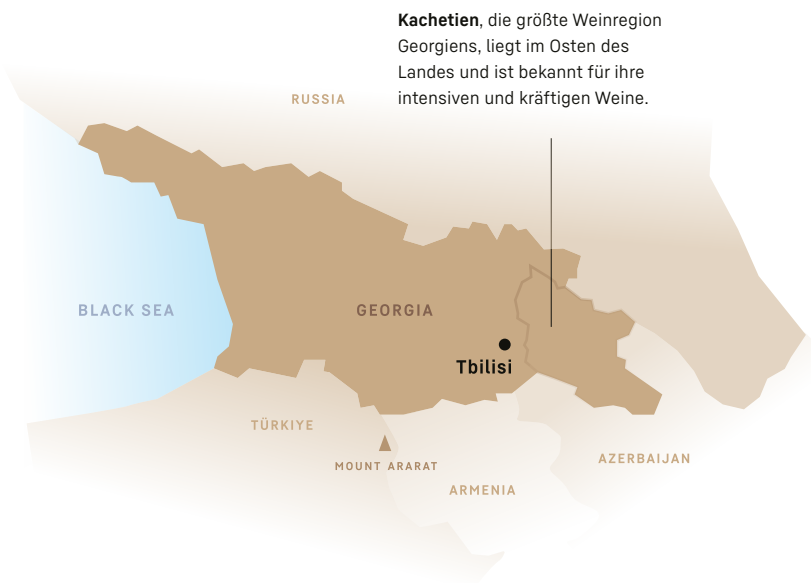 Kachetien, die größte Weinregion
Georgiens, liegt im Osten des
Landes und ist bekannt für ihre
intensiven und kräftigen Weine.
RUSSIA
BLACK SEA
GEORGIA
Tbilisi
TÜRKIYE
MOUNT ARARAT
AZERBAIJAN
ARMENIA